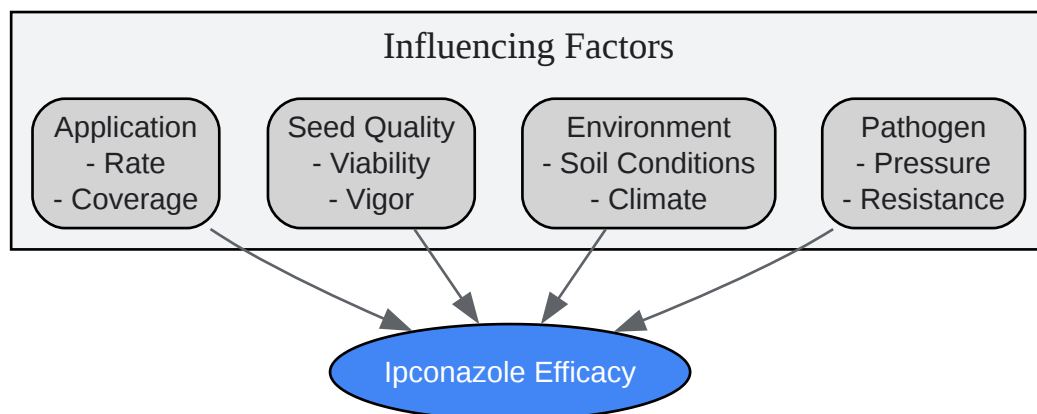 Influencing Factors
Application
- Rate
- Coverage
Seed Quality
- Viability
- Vigor
Environment
- Soil Conditions
- Climate
Pathogen
- Pressure
- Resistance
Ipconazole Efficacy